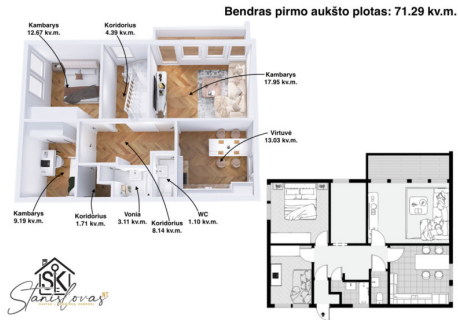 Bendras pirmo aukšto plotas: 71.29 kv.m.
Kambarys
12.67 kv.m.
Koridorius
4.39 kv.m.
Kambarys
17.95 kv.m.
Virtuvė
13.03 kv.m.
Kambarys
9.19 kv.m.
Koridorius
1.71 kv.m.
Vonia
3.11 kv.m.
Koridorius
8.14 kv.m.
WC
1.10 kv.m.
SK
Stanislovas